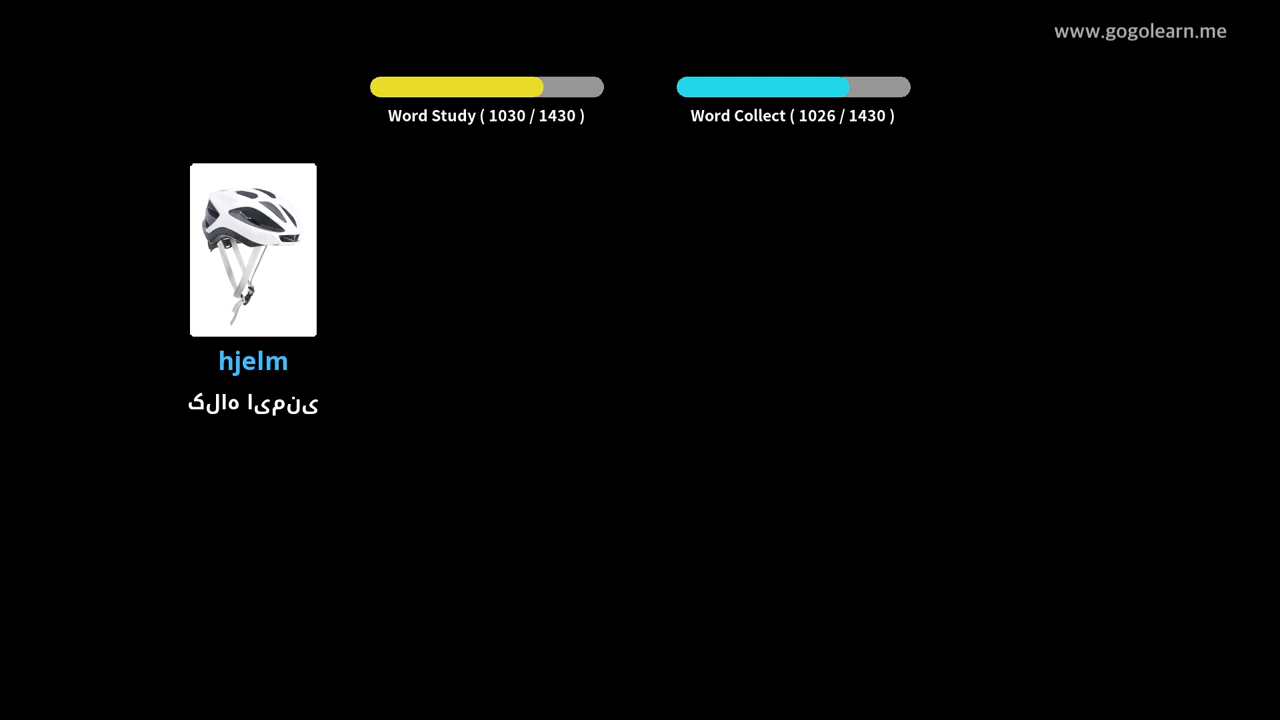 www.gogolearn.me
Word Study ( 1030 / 1430 )
Word Collect ( 1026 / 1430 )
hjelm
کلاه ایمنی